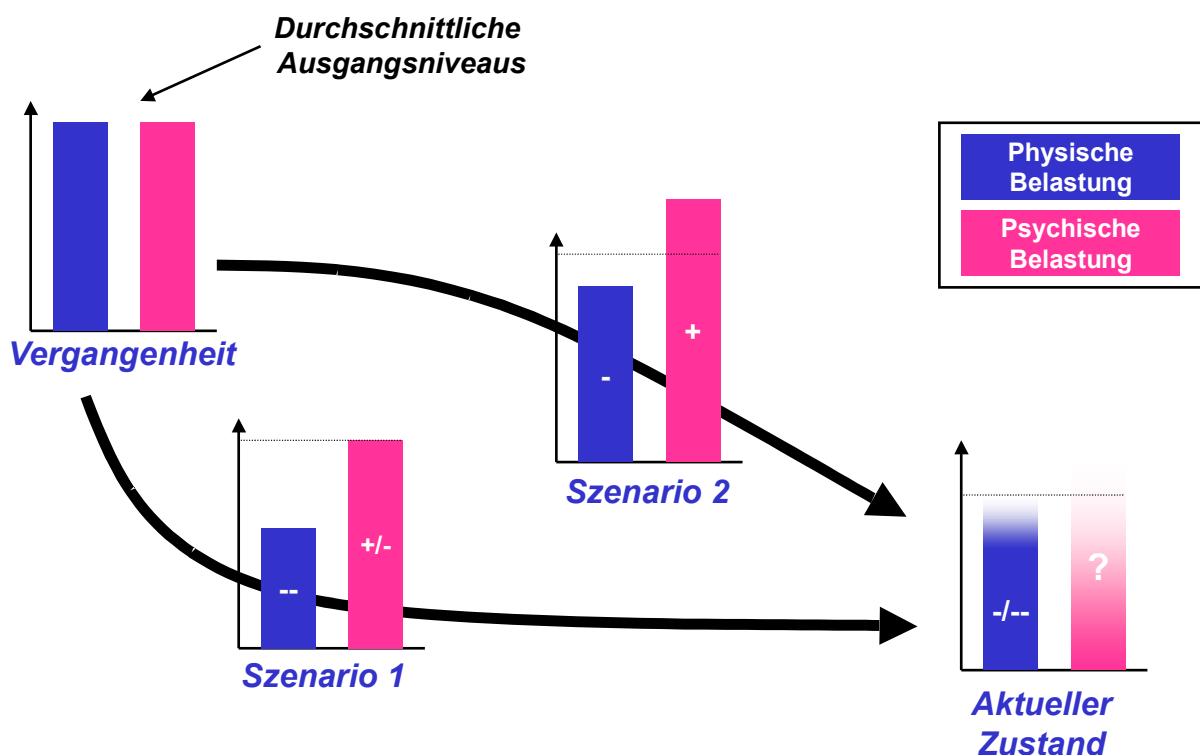 Durchschnittliche
Ausgangsniveaus
Physische
Belastung
Psychische
Belastung
Vergangenheit
+
-
Szenario 2
+/-
--
Szenario 1
?
-/--
Aktueller
Zustand